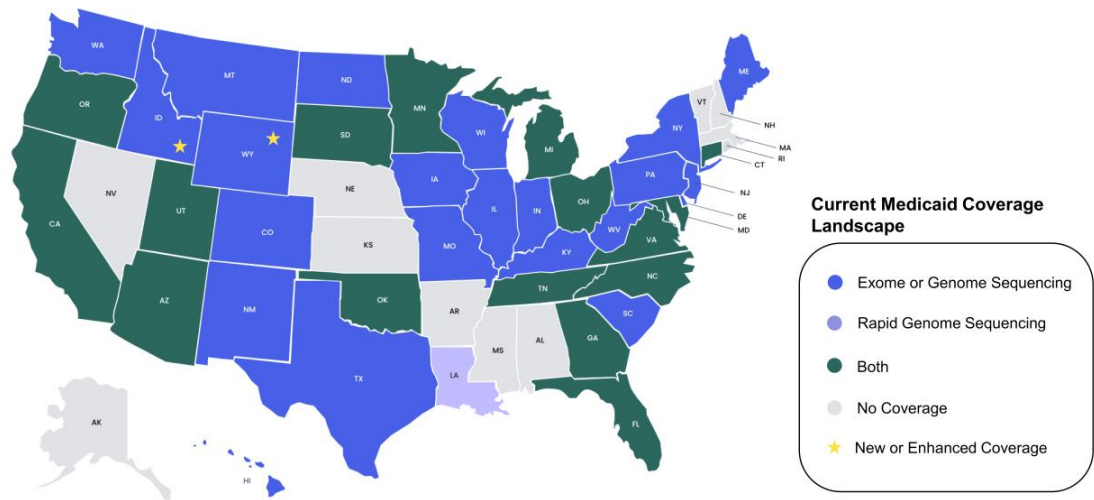 WA
MT
ND
MN
ME
OR
ID
WY
SD
WI
MI
NY
VT
NH
MA
RI
CT
NV
NE
IA
PA
NJ
UT
CO
IL
IN
OH
DE
MD
CA
KS
MO
WV
VA
KY
AZ
NM
OK
AR
TN
NC
SC
TX
LA
MS
AL
GA
FL
AK
HI
Current Medicaid Coverage
Landscape
Exome or Genome Sequencing
Rapid Genome Sequencing
Both
No Coverage
New or Enhanced Coverage